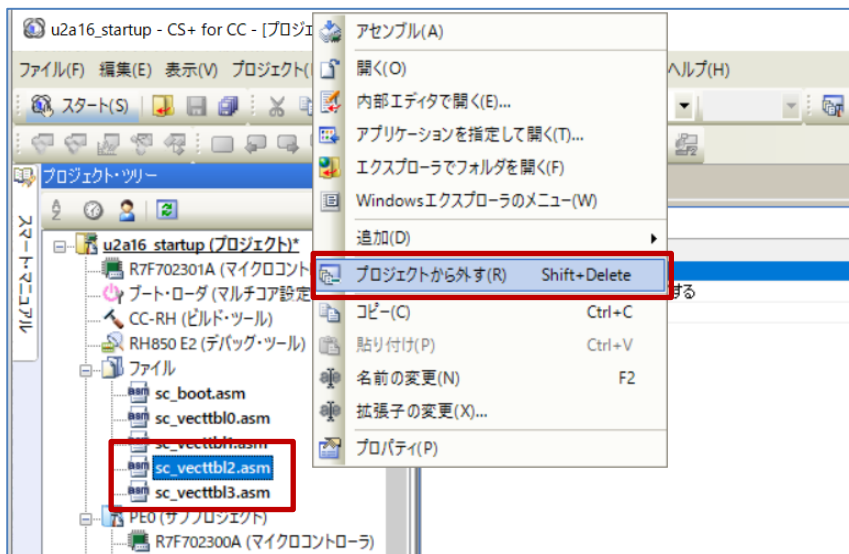 u2a16_startup - CS+ for CC - [プロジェ
ファイル(F) 編集(E) 表示(V) プロジェクト(
ヘルプ(H)
スタート(S)
プロジェクト・ツリー
スマート・マニュアル
u2a16_startup (プロジェクト)*
R7F702301A (マイクロコント
ブート・ローダ (マルチコア設定
CC-RH (ビルド・ツール)
RH850 E2 (デバッグ・ツール)
ファイル
sc_boot.asm
sc_vecttbl0.asm
sc_vecttbl1.asm
sc_vecttbl2.asm
sc_vecttbl3.asm
PE0 (サブプロジェクト)
R7F702300A (マイクロコントローラ)
アセンブル(A)
開く(O)
内部エディタで開く(E)...
アプリケーションを指定して開く(T)...
エクスプローラでフォルダを開く(F)
Windowsエクスプローラのメニュー(W)
追加(D)
プロジェクトから外す(R) Shift+Delete
コピー(C) Ctrl+C
貼り付け(P) Ctrl+V
名前の変更(N) F2
拡張子の変更(X)...
プロパティ(P)
する